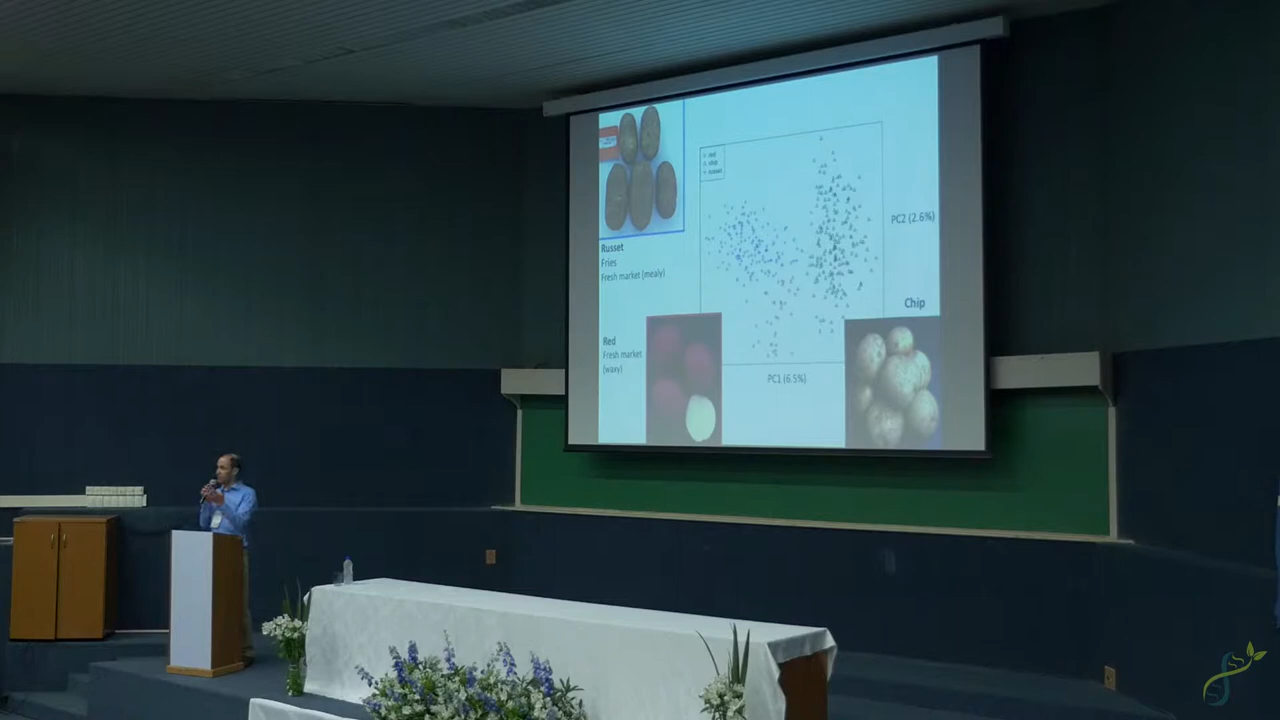 red
chip
russet
PC2 (2.6%)
Russet
Fries
Fresh market (mealy)
Chip
Red
Fresh market
(waxy)
PC1 (6.5%)